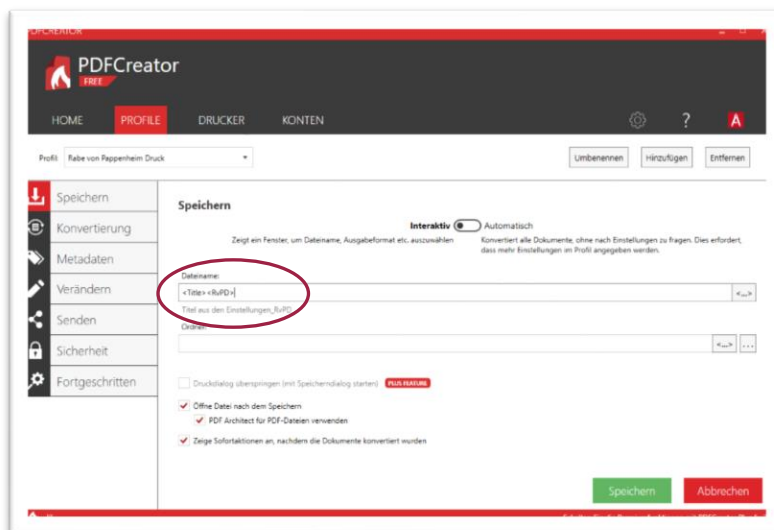 PDFCREATOR
PDFCreator
FREE
HOME PROFILE DRUCKER KONTEN ? A
Profil Rabe von Pappenheim Druck Umbenennen Hinzufügen Entfernen
Speichern
Konvertierung
Metadaten
Verändern
Senden
Sicherheit
Fortgeschritten
Speichern
Interaktiv Automatisch
Zeigt ein Fenster, um Dateiname, Ausgabeformat etc. auszuwählen
Konvertiert alle Dokumente, ohne nach Einstellungen zu fragen. Dies erfordert,
dass mehr Einstellungen im Profil angegeben werden.
Dateiname:
<Title> <RvPD> <...>
Titel aus den Einstellungen_RvPD
Ordner:
<...> ...
Druckdialog überspringen (mit Speicherdialog starten) PLUS FEATURE
Öffne Datei nach dem Speichern
PDF Architect für PDF-Dateien verwenden
Zeige Sofortaktionen an, nachdem die Dokumente konvertiert wurden
Speichern Abbrechen